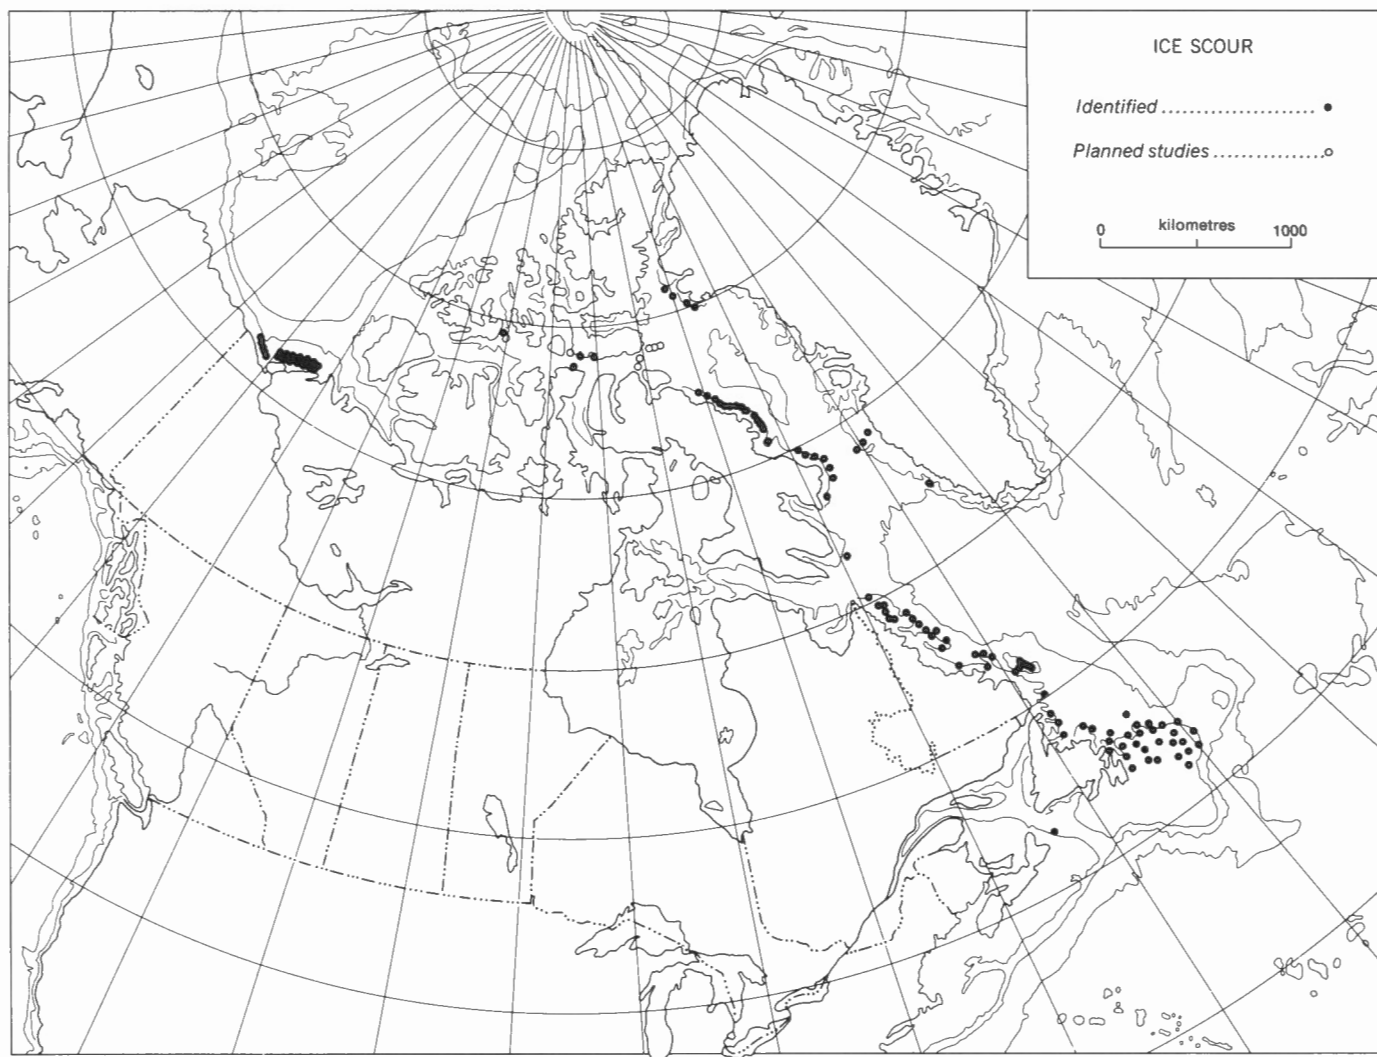 ICE SCOUR
Identified ....................... ●
Planned studies ................ ○
kilometres
0 1000